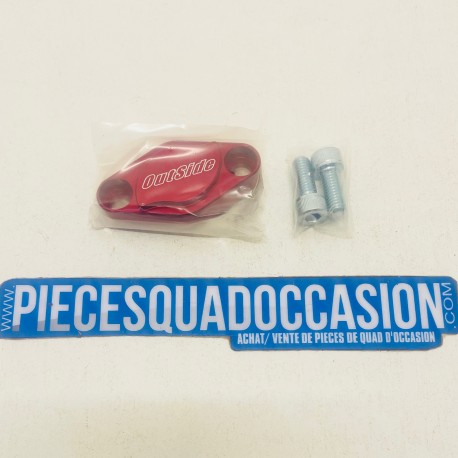 OutSide
WWW.PIECESQUADOCCASION.COM
ACHAT/ VENTE DE PIECES DE QUAD D'OCCASION